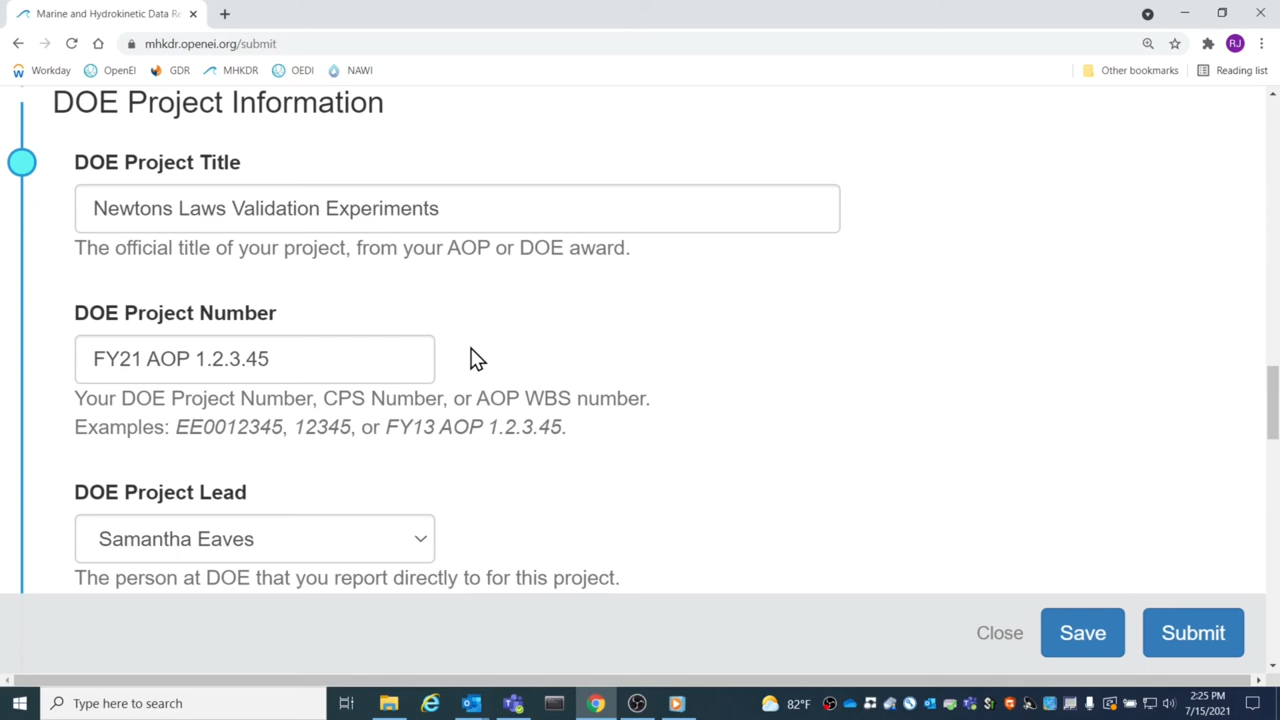 Marine and Hydrokinetic Data Re
mhkdr.openei.org/submit
RJ
Workday
OpenEI
GDR
MHKDR
OEDI
NAWI
Other bookmarks
Reading list
DOE Project Information
DOE Project Title
Newtons Laws Validation Experiments
The official title of your project, from your AOP or DOE award.
DOE Project Number
FY21 AOP 1.2.3.45
Your DOE Project Number, CPS Number, or AOP WBS number.
Examples: EE0012345, 12345, or FY13 AOP 1.2.3.45.
DOE Project Lead
Samantha Eaves
The person at DOE that you report directly to for this project.
Close
Save
Submit
Type here to search
82°F
2:25 PM
7/15/2021